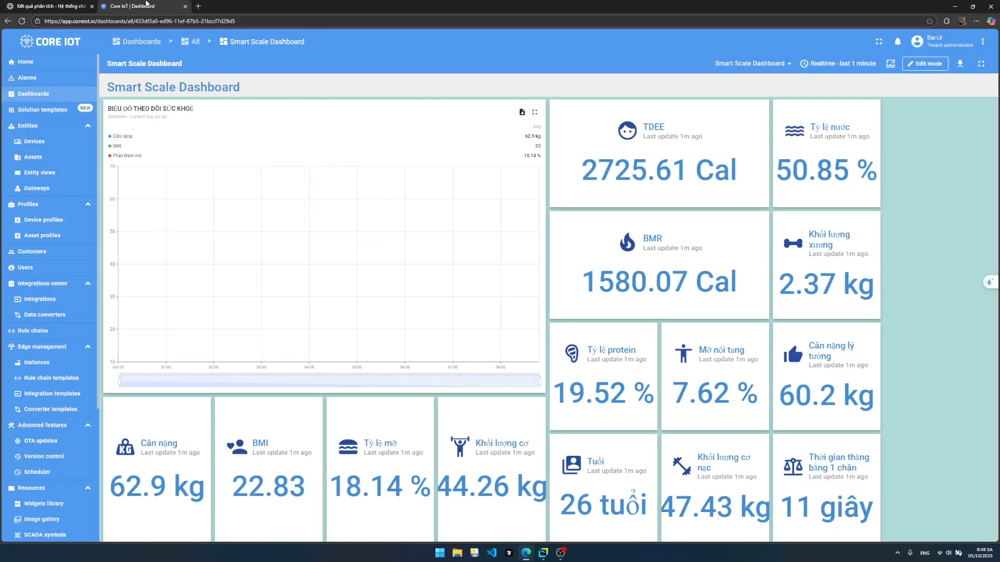 Kết quả phân tích - Hệ thống ch
Core IoT | Dashboard
https://app.coreiot.io/dashboards/all/453df3a0-ed96-11ef-87b5-21bccf7d29d5
CORE IOT
Dashboards > All > Smart Scale Dashboard
Đạt Lê
Tenant administrator
Smart Scale Dashboard
Smart Scale Dashboard
Realtime - last 1 minute
Edit mode
Home
Alarms
Dashboards
Solution templates
NEW
Entities
Devices
Assets
Entity views
Gateways
Profiles
Device profiles
Asset profiles
Customers
Users
Integrations center
Integrations
Data converters
Rule chains
Edge management
Instances
Rule chain templates
Integration templates
Converter templates
Advanced features
OTA updates
Version control
Scheduler
Resources
Widgets library
Image gallery
SCADA symbols
Smart Scale Dashboard
BIỂU ĐỒ THEO DÕI SỨC KHOẺ
Realtime - Current day so far
Avg
Cân nặng 62.9 kg
BMI 23
Phần trăm mỡ 18.14 %
70
60
50
40
30
20
10
Oct 05 01:00 02:00 03:00 04:00 05:00 06:00 07:00 08:00
TDEE
Last update 1m ago
2725.61 Cal
Tỷ lệ nước
Last update 1m ago
50.85 %
BMR
Last update 1m ago
1580.07 Cal
Khối lượng
xương
Last update 1m ago
2.37 kg
Tỷ lệ protein
Last update 1m ago
19.52 %
Mỡ nội tạng
Last update 1m ago
7.62 %
Cân nặng lý
tưởng
Last update 1m ago
60.2 kg
KG
Cân nặng
Last update 1m ago
62.9 kg
BMI
Last update 1m ago
22.83
Tỷ lệ mỡ
Last update 1m ago
18.14 %
Khối lượng cơ
Last update 1m ago
44.26 kg
Tuổi
Last update 1m ago
26 tuổi
Khối lượng cơ
nạc
Last update 1m ago
47.43 kg
Thời gian thăng
bằng 1 chân
Last update 1m ago
11 giây
ENG
8:49 SA
05/10/2025